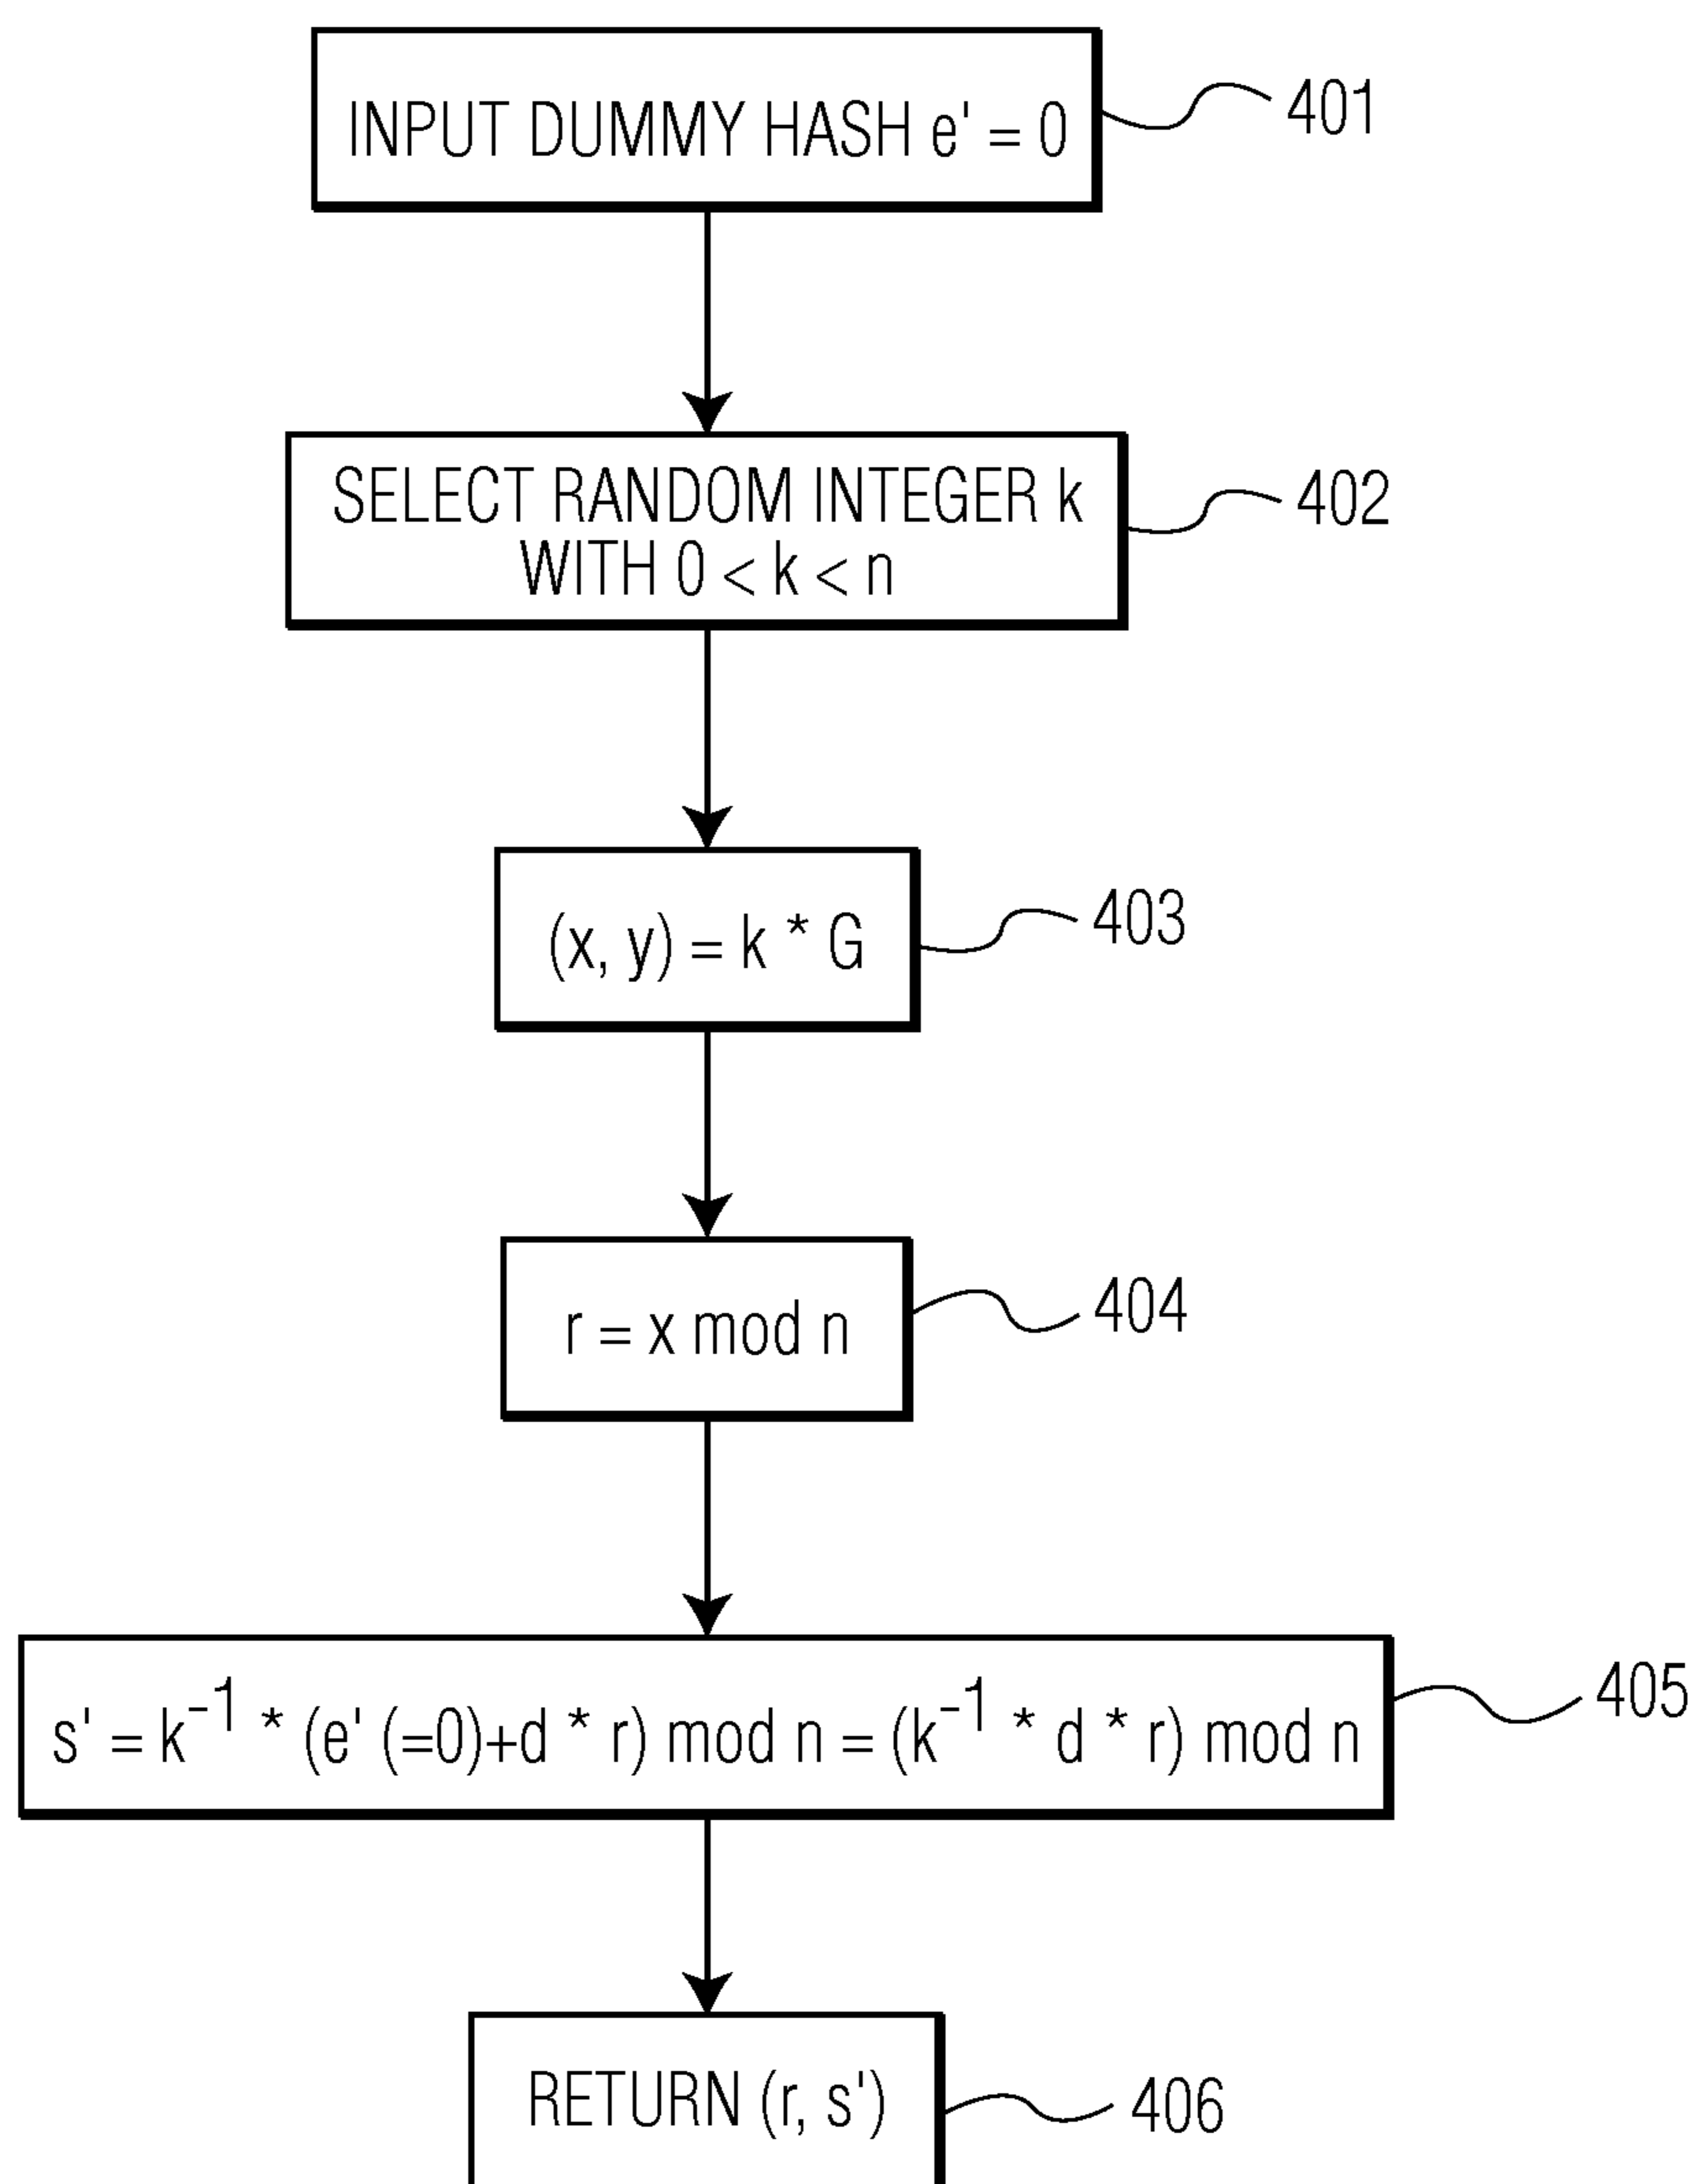 INPUT DUMMY HASH e' = 0
401
SELECT RANDOM INTEGER k
WITH 0 < k < n
402
(x, y) = k * G
403
r = x mod n
404
s' = k⁻¹ * (e' (=0)+d * r) mod n = (k⁻¹ * d * r) mod n
405
RETURN (r, s')
406